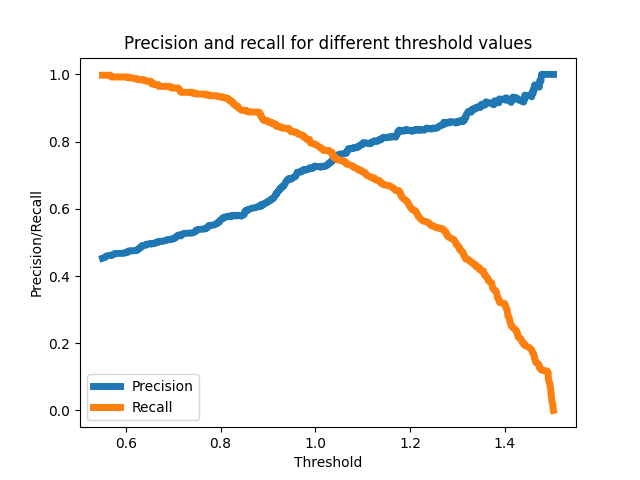 Precision and recall for different threshold values
1.0
0.8
0.6
0.4
0.2
0.0
Precision/Recall
Precision
Recall
0.6 0.8 1.0 1.2 1.4
Threshold